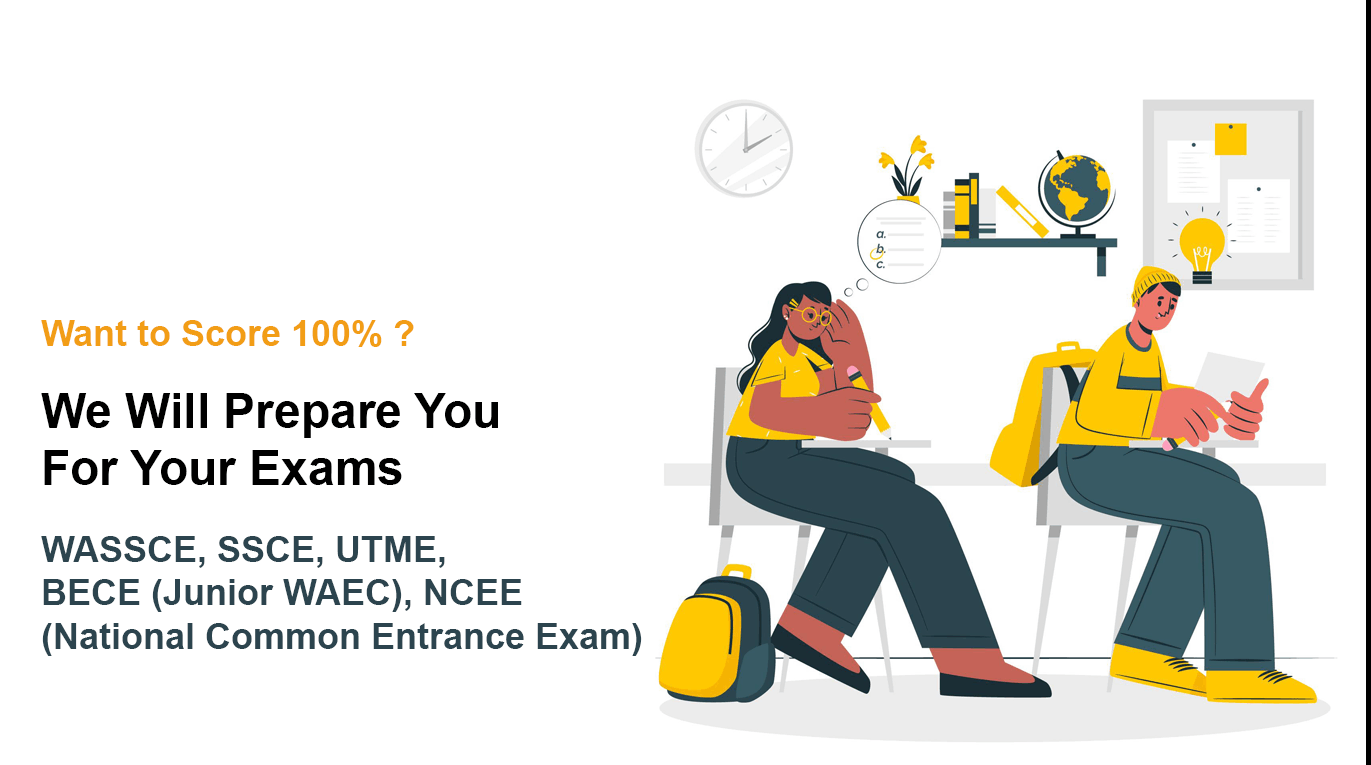 Want to Score 100% ?
We Will Prepare You
For Your Exams
WASSCE, SSCE, UTME,
BECE (Junior WAEC), NCEE
(National Common Entrance Exam)
a.
b.
c.